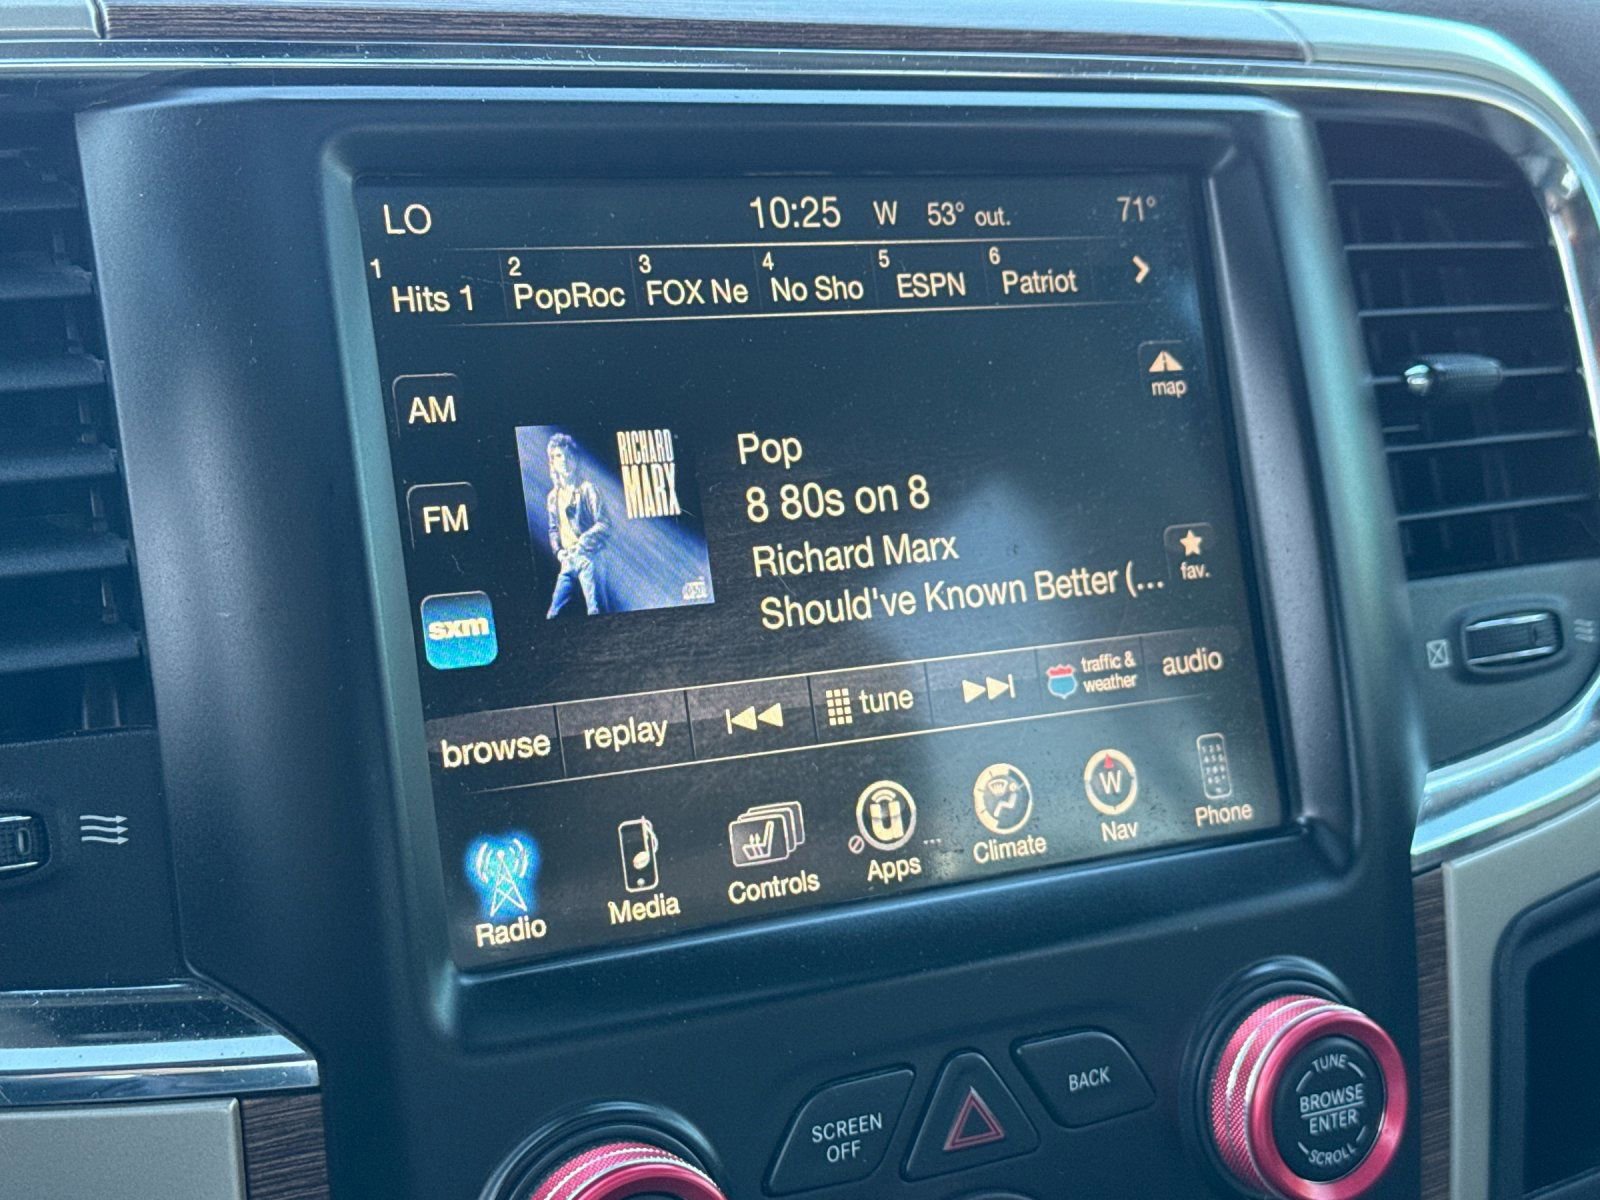 LO 10:25 W 53° out. 71°
1 Hits 1 2 PopRoc 3 FOX Ne 4 No Sho 5 ESPN 6 Patriot
map
AM
FM
sxm
RICHARD
MARX
Pop
8 80s on 8
Richard Marx
Should've Known Better (...
fav.
browse replay tune traffic & weather audio
Radio Media Controls Apps Climate W Nav Phone
SCREEN
OFF
BACK
TUNE
BROWSE
ENTER
SCROLL